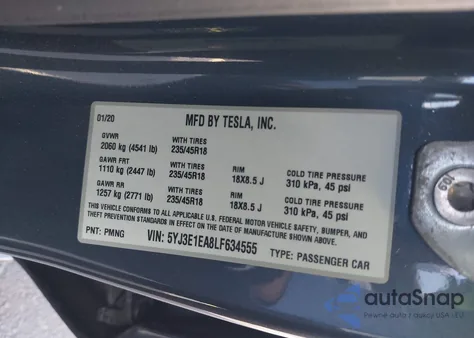 01/20 MFD BY TESLA, INC.
GVWR
2060 kg (4541 lb) WITH TIRES 235/45R18
GAWR FRT
1110 kg (2447 lb) WITH TIRES 235/45R18 RIM 18X8.5 J COLD TIRE PRESSURE 310 kPa, 45 psi
GAWR RR
1257 kg (2771 lb) WITH TIRES 235/45R18 RIM 18X8.5 J COLD TIRE PRESSURE 310 kPa, 45 psi
THIS VEHICLE CONFORMS TO ALL APPLICABLE U.S. FEDERAL MOTOR VEHICLE SAFETY, BUMPER, AND
THEFT PREVENTION STANDARDS IN EFFECT ON THE DATE OF MANUFACTURE SHOWN ABOVE.
PNT: PMNG VIN: 5YJ3E1EA8LF634555 TYPE: PASSENGER CAR
autoSnap
Pewne auta z aukcji USA